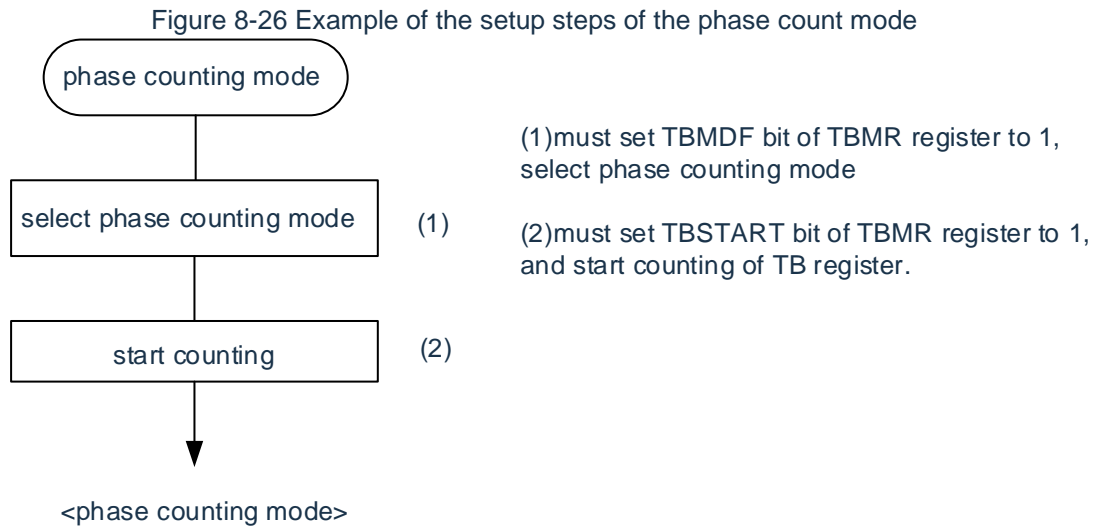 Figure 8-26 Example of the setup steps of the phase count mode
phase counting mode
(1)must set TBMDF bit of TBMR register to 1,
select phase counting mode
select phase counting mode
(1)
(2)must set TBSTART bit of TBMR register to 1,
and start counting of TB register.
start counting
(2)
<phase counting mode>